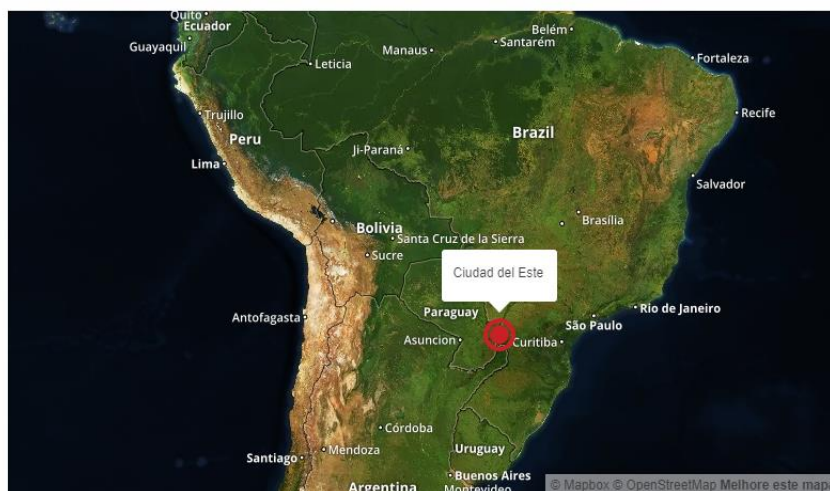 Quito
Ecuador
Belém
Santarém
Guayaquil
Manaus
Leticia
Fortaleza
Trujillo
Recife
Peru
Brazil
Ji-Paraná
Lima
Salvador
Bolivia
Brasília
Santa Cruz de la Sierra
Sucre
Ciudad del Este
Rio de Janeiro
Paraguay
Antofagasta
São Paulo
Asuncion
Curitiba
Córdoba
Mendoza
Uruguay
Santiago
Buenos Aires
Argentina
Montevideo
© Mapbox © OpenStreetMap Melhore este mapa